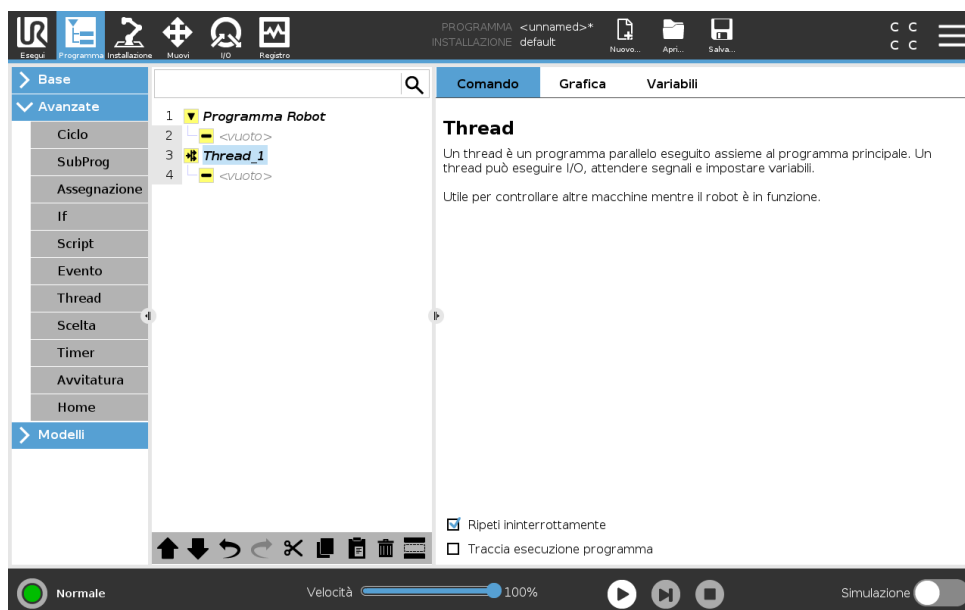 PROGRAMMA <unnamed>*
INSTALLAZIONE default
Esegui Programma Installazione Muovi I/O Registro Nuovo... Apri... Salva...
C C
C C
Base
Avanzate
Ciclo
SubProg
Assegnazione
If
Script
Evento
Thread
Scelta
Timer
Avvitatura
Home
Modelli
1 Programma Robot
2 <vuoto>
3 Thread_1
4 <vuoto>
Comando Grafica Variabili
Thread
Un thread è un programma parallelo eseguito assieme al programma principale. Un
thread può eseguire I/O, attendere segnali e impostare variabili.
Utile per controllare altre macchine mentre il robot è in funzione.
Ripeti ininterrottamente
Traccia esecuzione programma
Normale Velocità 100% Simulazione